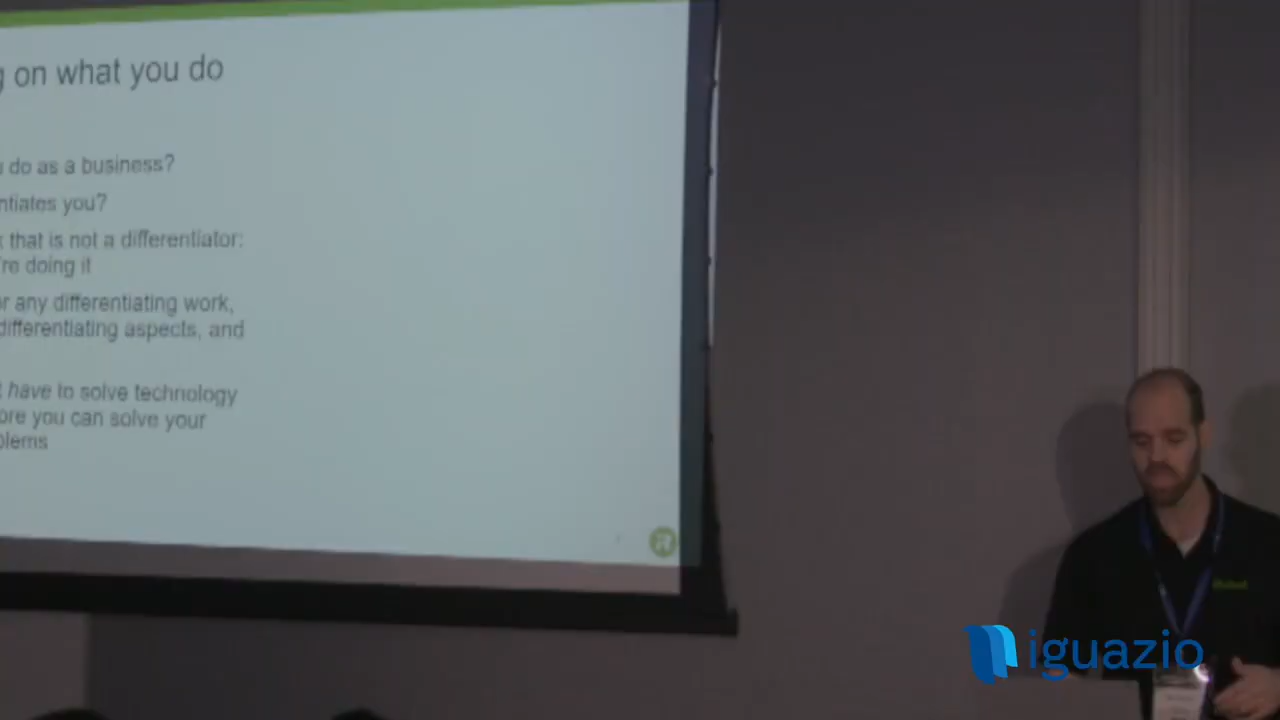 g on what you do
do as a business?
ntiates you?
that is not a differentiator:
're doing it
or any differentiating work,
differentiating aspects, and
have to solve technology
ore you can solve your
blems
iguazio